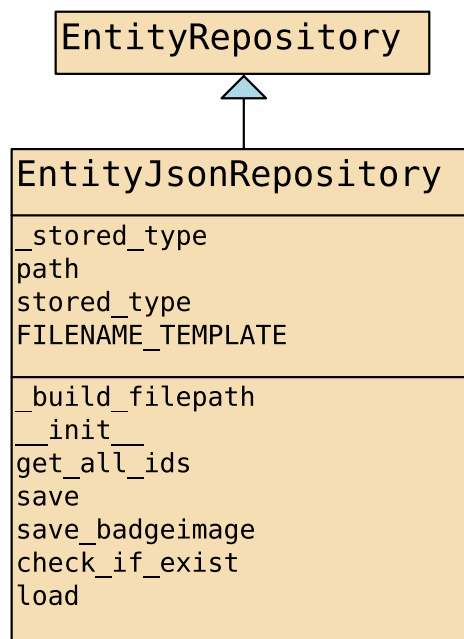 EntityRepository
EntityJsonRepository
_stored_type
path
stored_type
FILENAME_TEMPLATE
_build_filepath
__init__
get_all_ids
save
save_badgeimage
check_if_exist
load